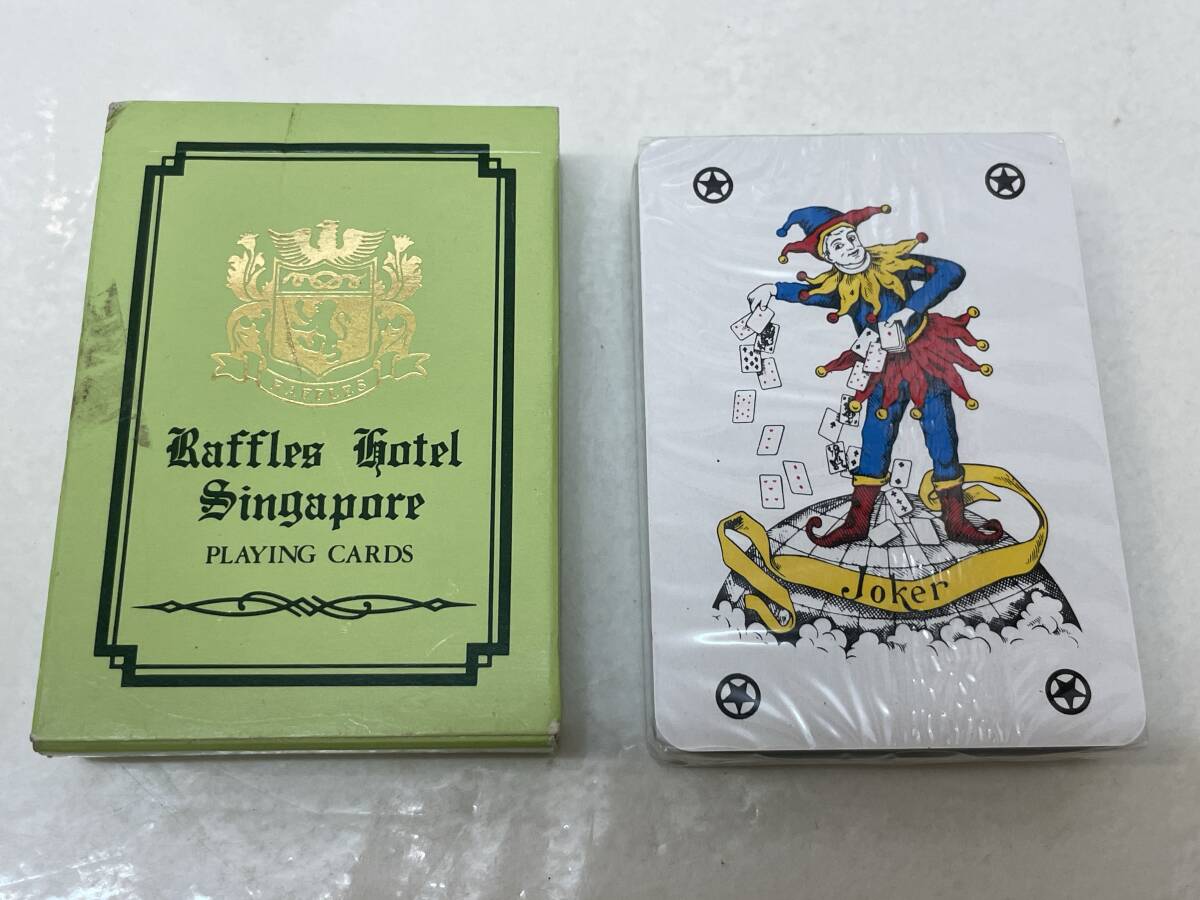 RAFFLES
Raffles Hotel
Singapore
PLAYING CARDS
Joker